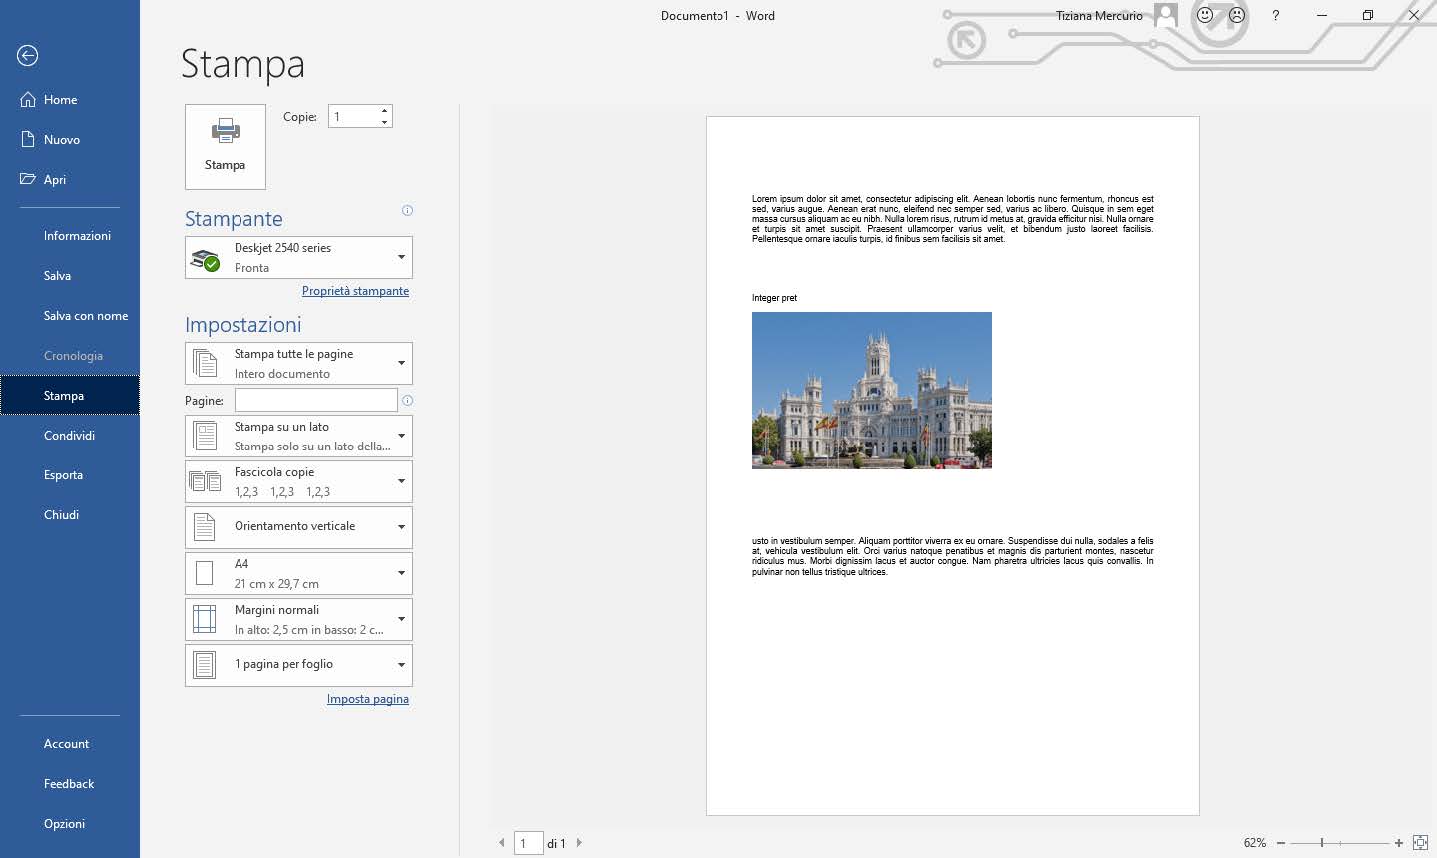 Documento1 - Word
Tiziana Mercurio
?
Home
Nuovo
Apri
Informazioni
Salva
Salva con nome
Cronologia
Stampa
Condividi
Esporta
Chiudi
Account
Feedback
Opzioni
Stampa
Stampa
Copie: 1
Stampante
Deskjet 2540 series
Pronta
Proprietà stampante
Impostazioni
Stampa tutte le pagine
Intero documento
Pagine:
Stampa su un lato
Stampa solo su un lato della...
Fascicola copie
1,2,3 1,2,3 1,2,3
Orientamento verticale
A4
21 cm x 29,7 cm
Margini normali
In alto: 2,5 cm in basso: 2 c...
1 pagina per foglio
Imposta pagina
Lorem ipsum dolor sit amet, consectetur adipiscing elit. Aenean lobortis nunc fermentum, rhoncus est
sed, varius augue. Aenean erat nunc, eleifend nec semper sed, varius ac libero. Quisque in sem eget
massa cursus aliquam ac eu nibh. Nulla lorem risus, rutrum id metus at, gravida efficitur nisi. Nulla ornare
et turpis sit amet suscipit. Praesent ullamcorper varius velit, et bibendum justo laoreet facilisis.
Pellentesque ornare iaculis turpis, id finibus sem facilisis sit amet.
Integer pret
usto in vestibulum semper. Aliquam porttitor viverra ex eu ornare. Suspendisse dui nulla, sodales a felis
at, vehicula vestibulum elit. Orci varius natoque penatibus et magnis dis parturient montes, nascetur
ridiculus mus. Morbi dignissim lacus et auctor congue. Nam pharetra ultricies lacus quis convallis. In
pulvinar non tellus tristique ultrices.
1 di 1
62%